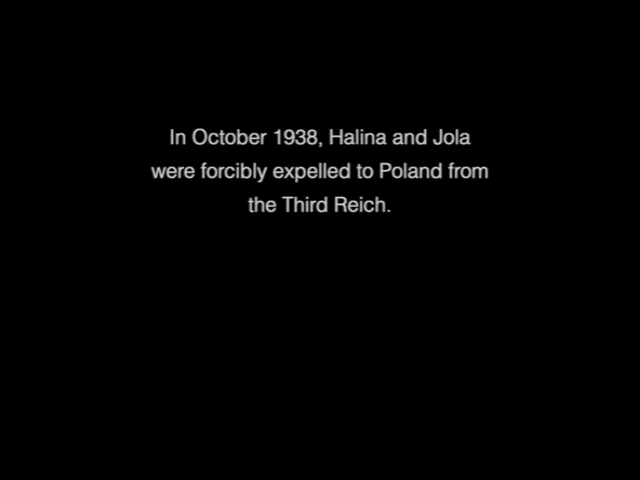 In October 1938, Halina and Jola
were forcibly expelled to Poland from
the Third Reich.